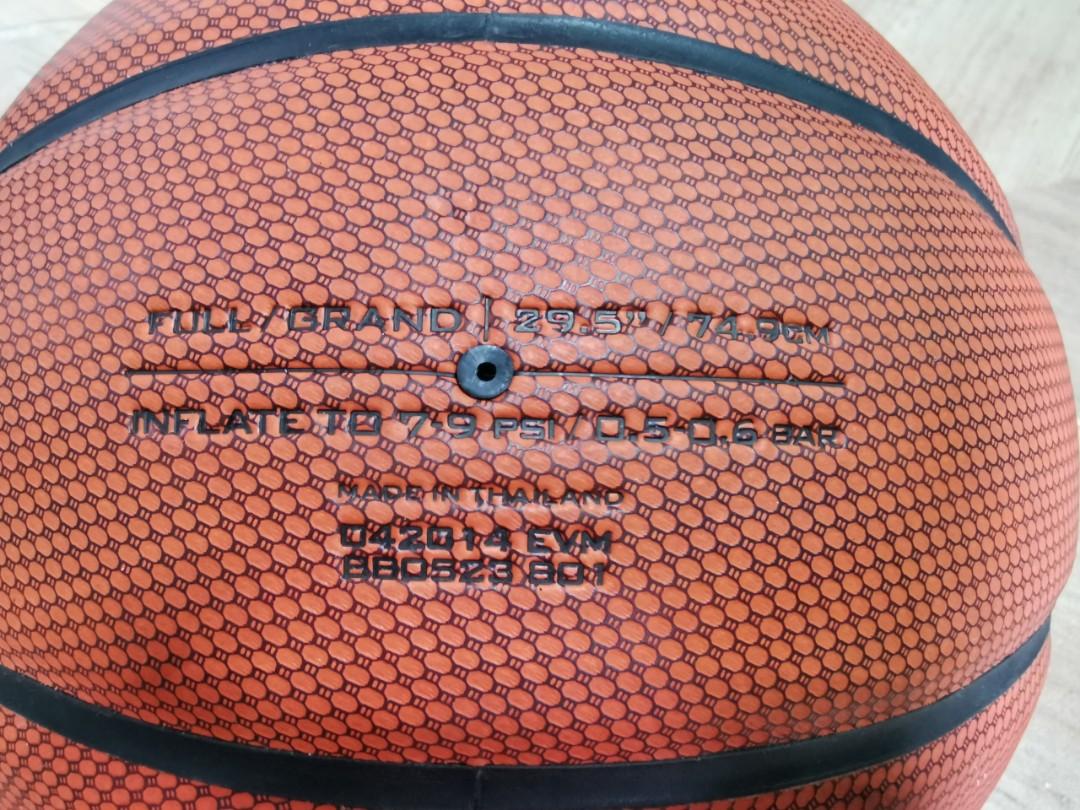 FULL/GRAND | 29.5"/74.9CM
INFLATE TO 7-9 PSI/0.5-0.6 BAR
MADE IN THAILAND
042014 EVM
880523 801